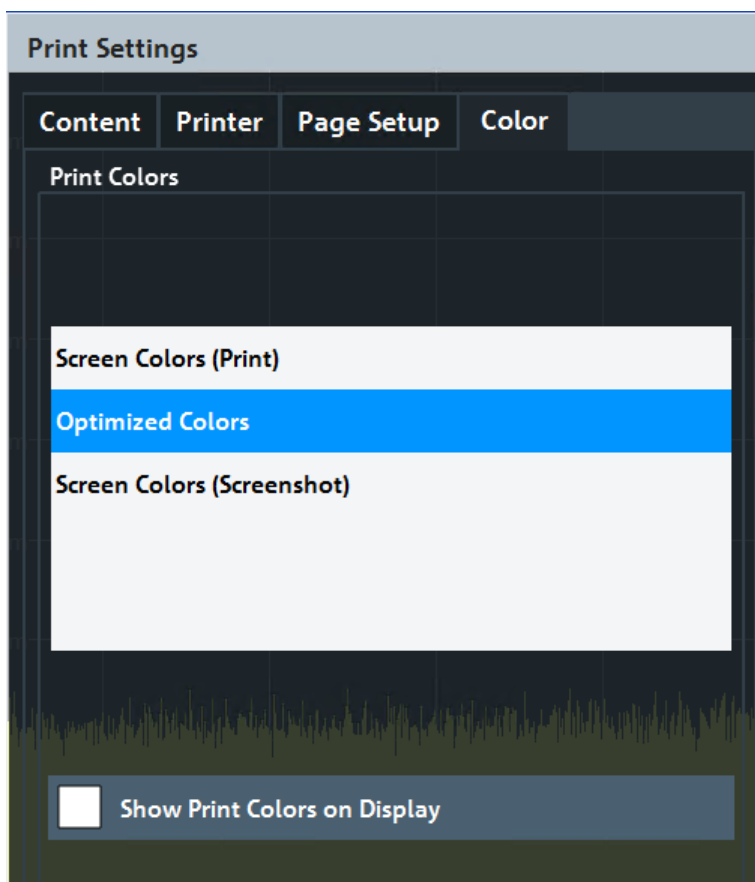 Print Settings
Content Printer Page Setup Color
Print Colors
Screen Colors (Print)
Optimized Colors
Screen Colors (Screenshot)
Show Print Colors on Display